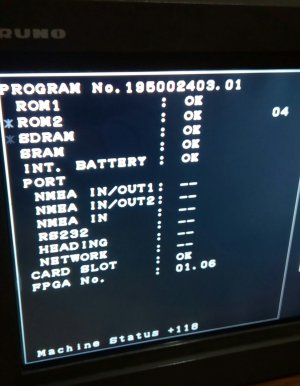 RUNO
PROGRAM No. 195002403.01
ROM1 : OK
*ROM2 : OK 04
*SDRAM : OK
SRAM : OK
INT. BATTERY : OK
PORT
NMEA IN/OUT1: --
NMEA IN/OUT2: --
NMEA IN : --
RS232 : --
HEADING : --
NETWORK : OK
CARD SLOT : 01.06
FPGA No.
Machine Status +118